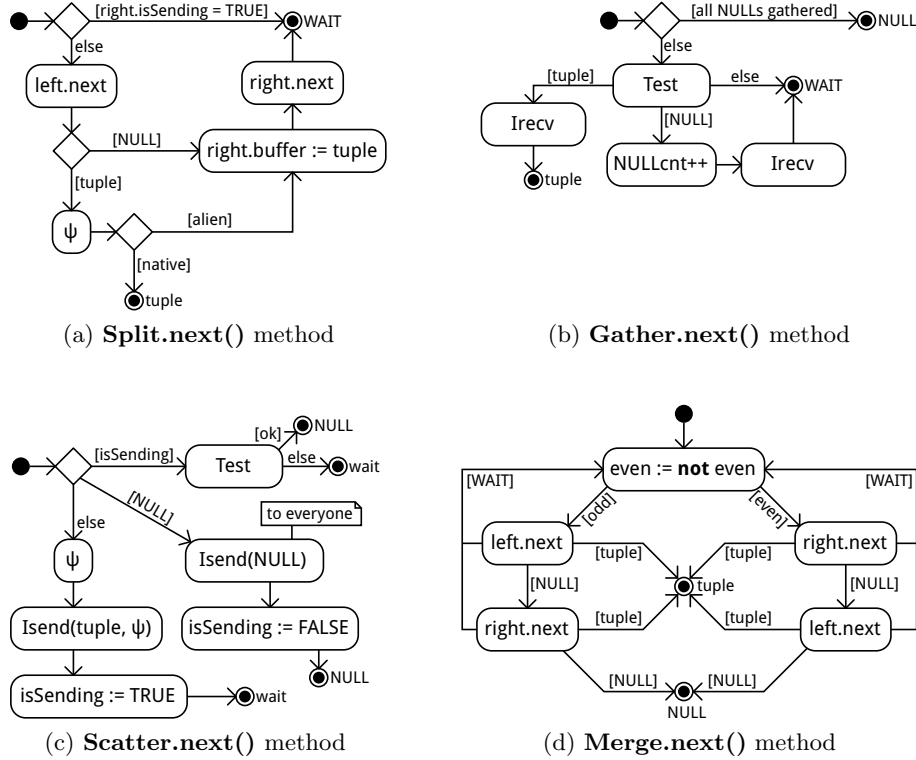 [right.isSending = TRUE]
WAIT
else
left.next
right.next
[NULL]
right.buffer := tuple
[tuple]
ψ
[alien]
[native]
tuple
(a) Split.next() method
[all NULLs gathered]
NULL
else
[tuple]
Test
else
WAIT
Irecv
[NULL]
NULLcnt++
Irecv
tuple
(b) Gather.next() method
[ok]
NULL
[isSending]
Test
else
wait
[NULL]
to everyone
else
ψ
Isend(NULL)
Isend(tuple, ψ)
isSending := FALSE
NULL
isSending := TRUE
wait
(c) Scatter.next() method
even := not even
[WAIT]
[WAIT]
[odd]
[even]
left.next
[tuple]
[tuple]
right.next
[NULL]
tuple
[NULL]
right.next
[tuple]
[tuple]
left.next
[NULL]
[NULL]
NULL
(d) Merge.next() method